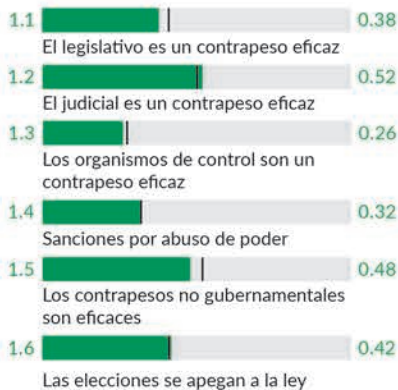 1.1 0.38
El legislativo es un contrapeso eficaz
1.2 0.52
El judicial es un contrapeso eficaz
1.3 0.26
Los organismos de control son un
contrapeso eficaz
1.4 0.32
Sanciones por abuso de poder
1.5 0.48
Los contrapesos no gubernamentales
son eficaces
1.6 0.42
Las elecciones se apegan a la ley